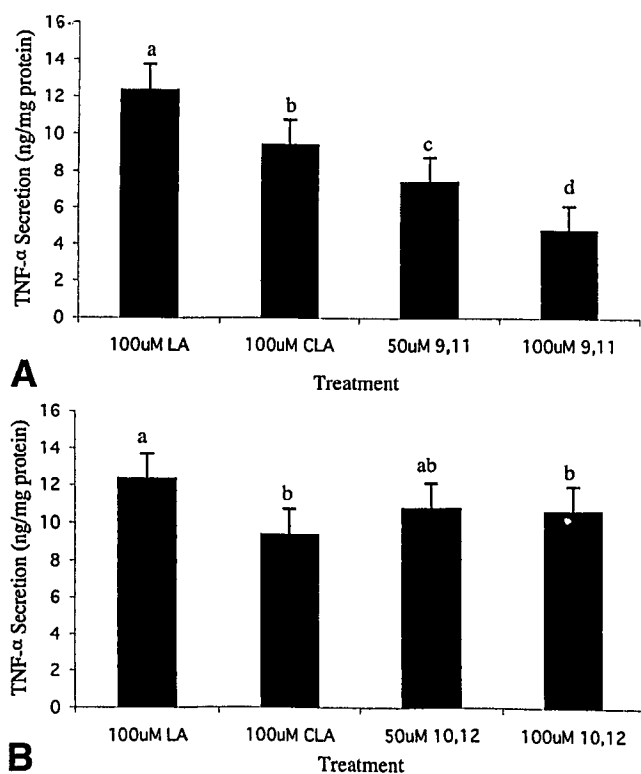 16
14
12
10
8
6
4
2
0
TNF-α Secretion (ng/mg protein)
a
b
c
d
100uM LA 100uM CLA 50uM 9,11 100uM 9,11
A
Treatment
16
14
12
10
8
6
4
2
0
TNF-α Secretion (ng/mg protein)
a
b
ab
b
100uM LA 100uM CLA 50uM 10,12 100uM 10,12
B
Treatment